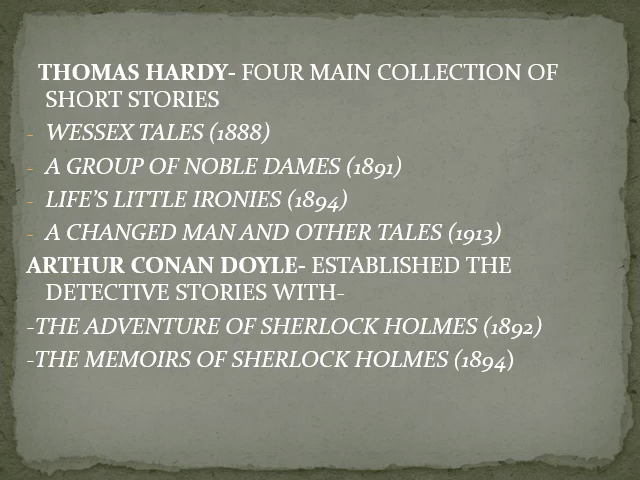 THOMAS HARDY- FOUR MAIN COLLECTION OF
SHORT STORIES
- WESSEX TALES (1888)
- A GROUP OF NOBLE DAMES (1891)
- LIFE’S LITTLE IRONIES (1894)
- A CHANGED MAN AND OTHER TALES (1913)
ARTHUR CONAN DOYLE- ESTABLISHED THE
DETECTIVE STORIES WITH-
-THE ADVENTURE OF SHERLOCK HOLMES (1892)
-THE MEMOIRS OF SHERLOCK HOLMES (1894)